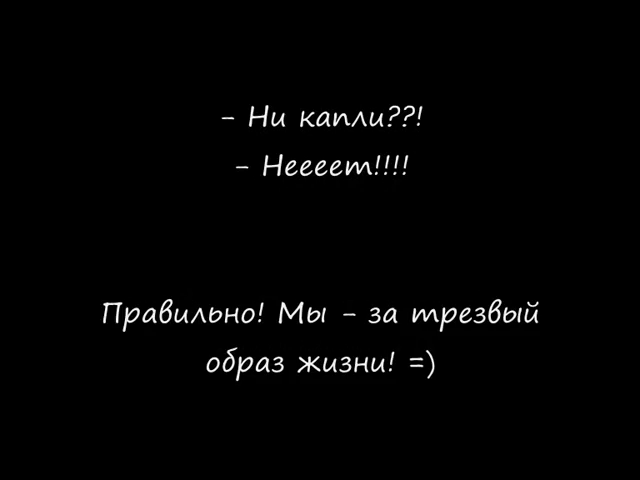 - Ни капли??!
- Неееет!!!!
Правильно! Мы - за трезвый
образ жизни! =)